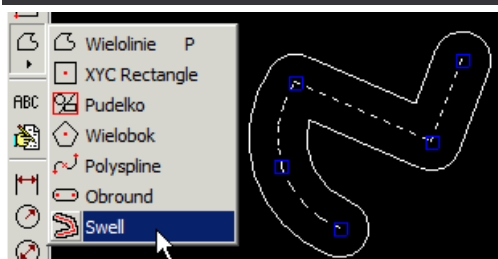 Wielolinie P
XYC Rectangle
ABC
Pudelko
Wielobok
Polyspline
Obround
Swell